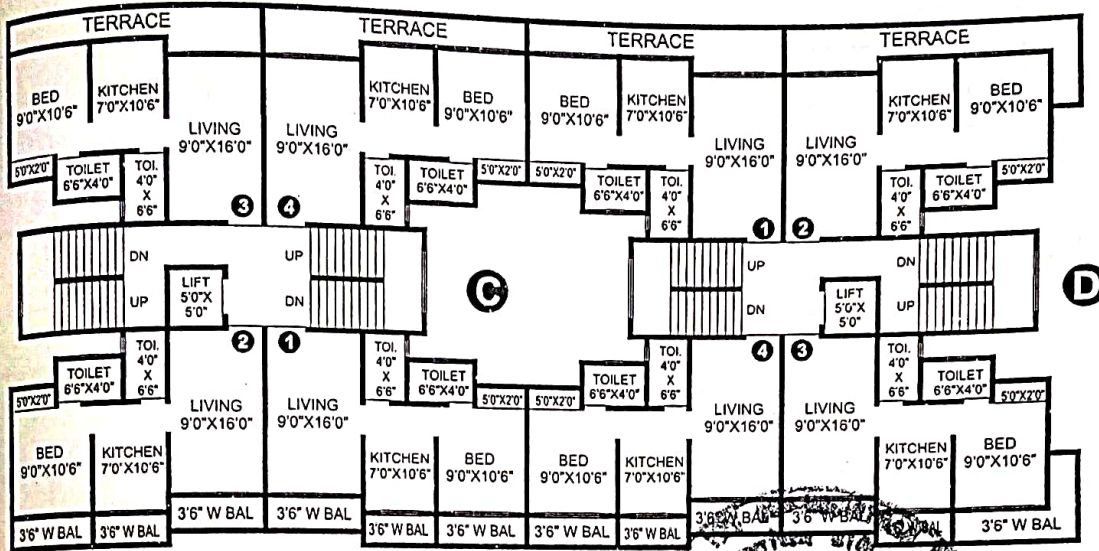 TERRACE
TERRACE
TERRACE
TERRACE
BED
9'0"X10'6"
KITCHEN
7'0"X10'6"
LIVING
9'0"X16'0"
LIVING
9'0"X16'0"
KITCHEN
7'0"X10'6"
BED
9'0"X10'6"
BED
9'0"X10'6"
KITCHEN
7'0"X10'6"
LIVING
9'0"X16'0"
LIVING
9'0"X16'0"
KITCHEN
7'0"X10'6"
BED
9'0"X10'6"
5'0"X2'0"
TOILET
6'6"X4'0"
TOI.
4'0"
X
6'6"
TOI.
4'0"
X
6'6"
TOILET
6'6"X4'0"
5'0"X2'0"
5'0"X2'0"
TOILET
6'6"X4'0"
TOI.
4'0"
X
6'6"
TOI.
4'0"
X
6'6"
TOILET
6'6"X4'0"
5'0"X2'0"
3
4
1
2
DN
UP
LIFT
5'0"X
5'0"
UP
DN
C
UP
DN
LIFT
5'0"X
5'0"
DN
UP
D
2
1
4
3
5'0"X2'0"
TOILET
6'6"X4'0"
TOI.
4'0"
X
6'6"
TOI.
4'0"
X
6'6"
TOILET
6'6"X4'0"
5'0"X2'0"
5'0"X2'0"
TOILET
6'6"X4'0"
TOI.
4'0"
X
6'6"
TOI.
4'0"
X
6'6"
TOILET
6'6"X4'0"
5'0"X2'0"
BED
9'0"X10'6"
KITCHEN
7'0"X10'6"
LIVING
9'0"X16'0"
LIVING
9'0"X16'0"
KITCHEN
7'0"X10'6"
BED
9'0"X10'6"
BED
9'0"X10'6"
KITCHEN
7'0"X10'6"
LIVING
9'0"X16'0"
LIVING
9'0"X16'0"
KITCHEN
7'0"X10'6"
BED
9'0"X10'6"
3'6" W BAL
3'6" W BAL
3'6" W BAL
3'6" W BAL
3'6" W BAL
3'6" W BAL
3'6" W BAL
3'6" W BAL
3'6" W BAL
3'6" W BAL
W BAL
3'6" W BAL